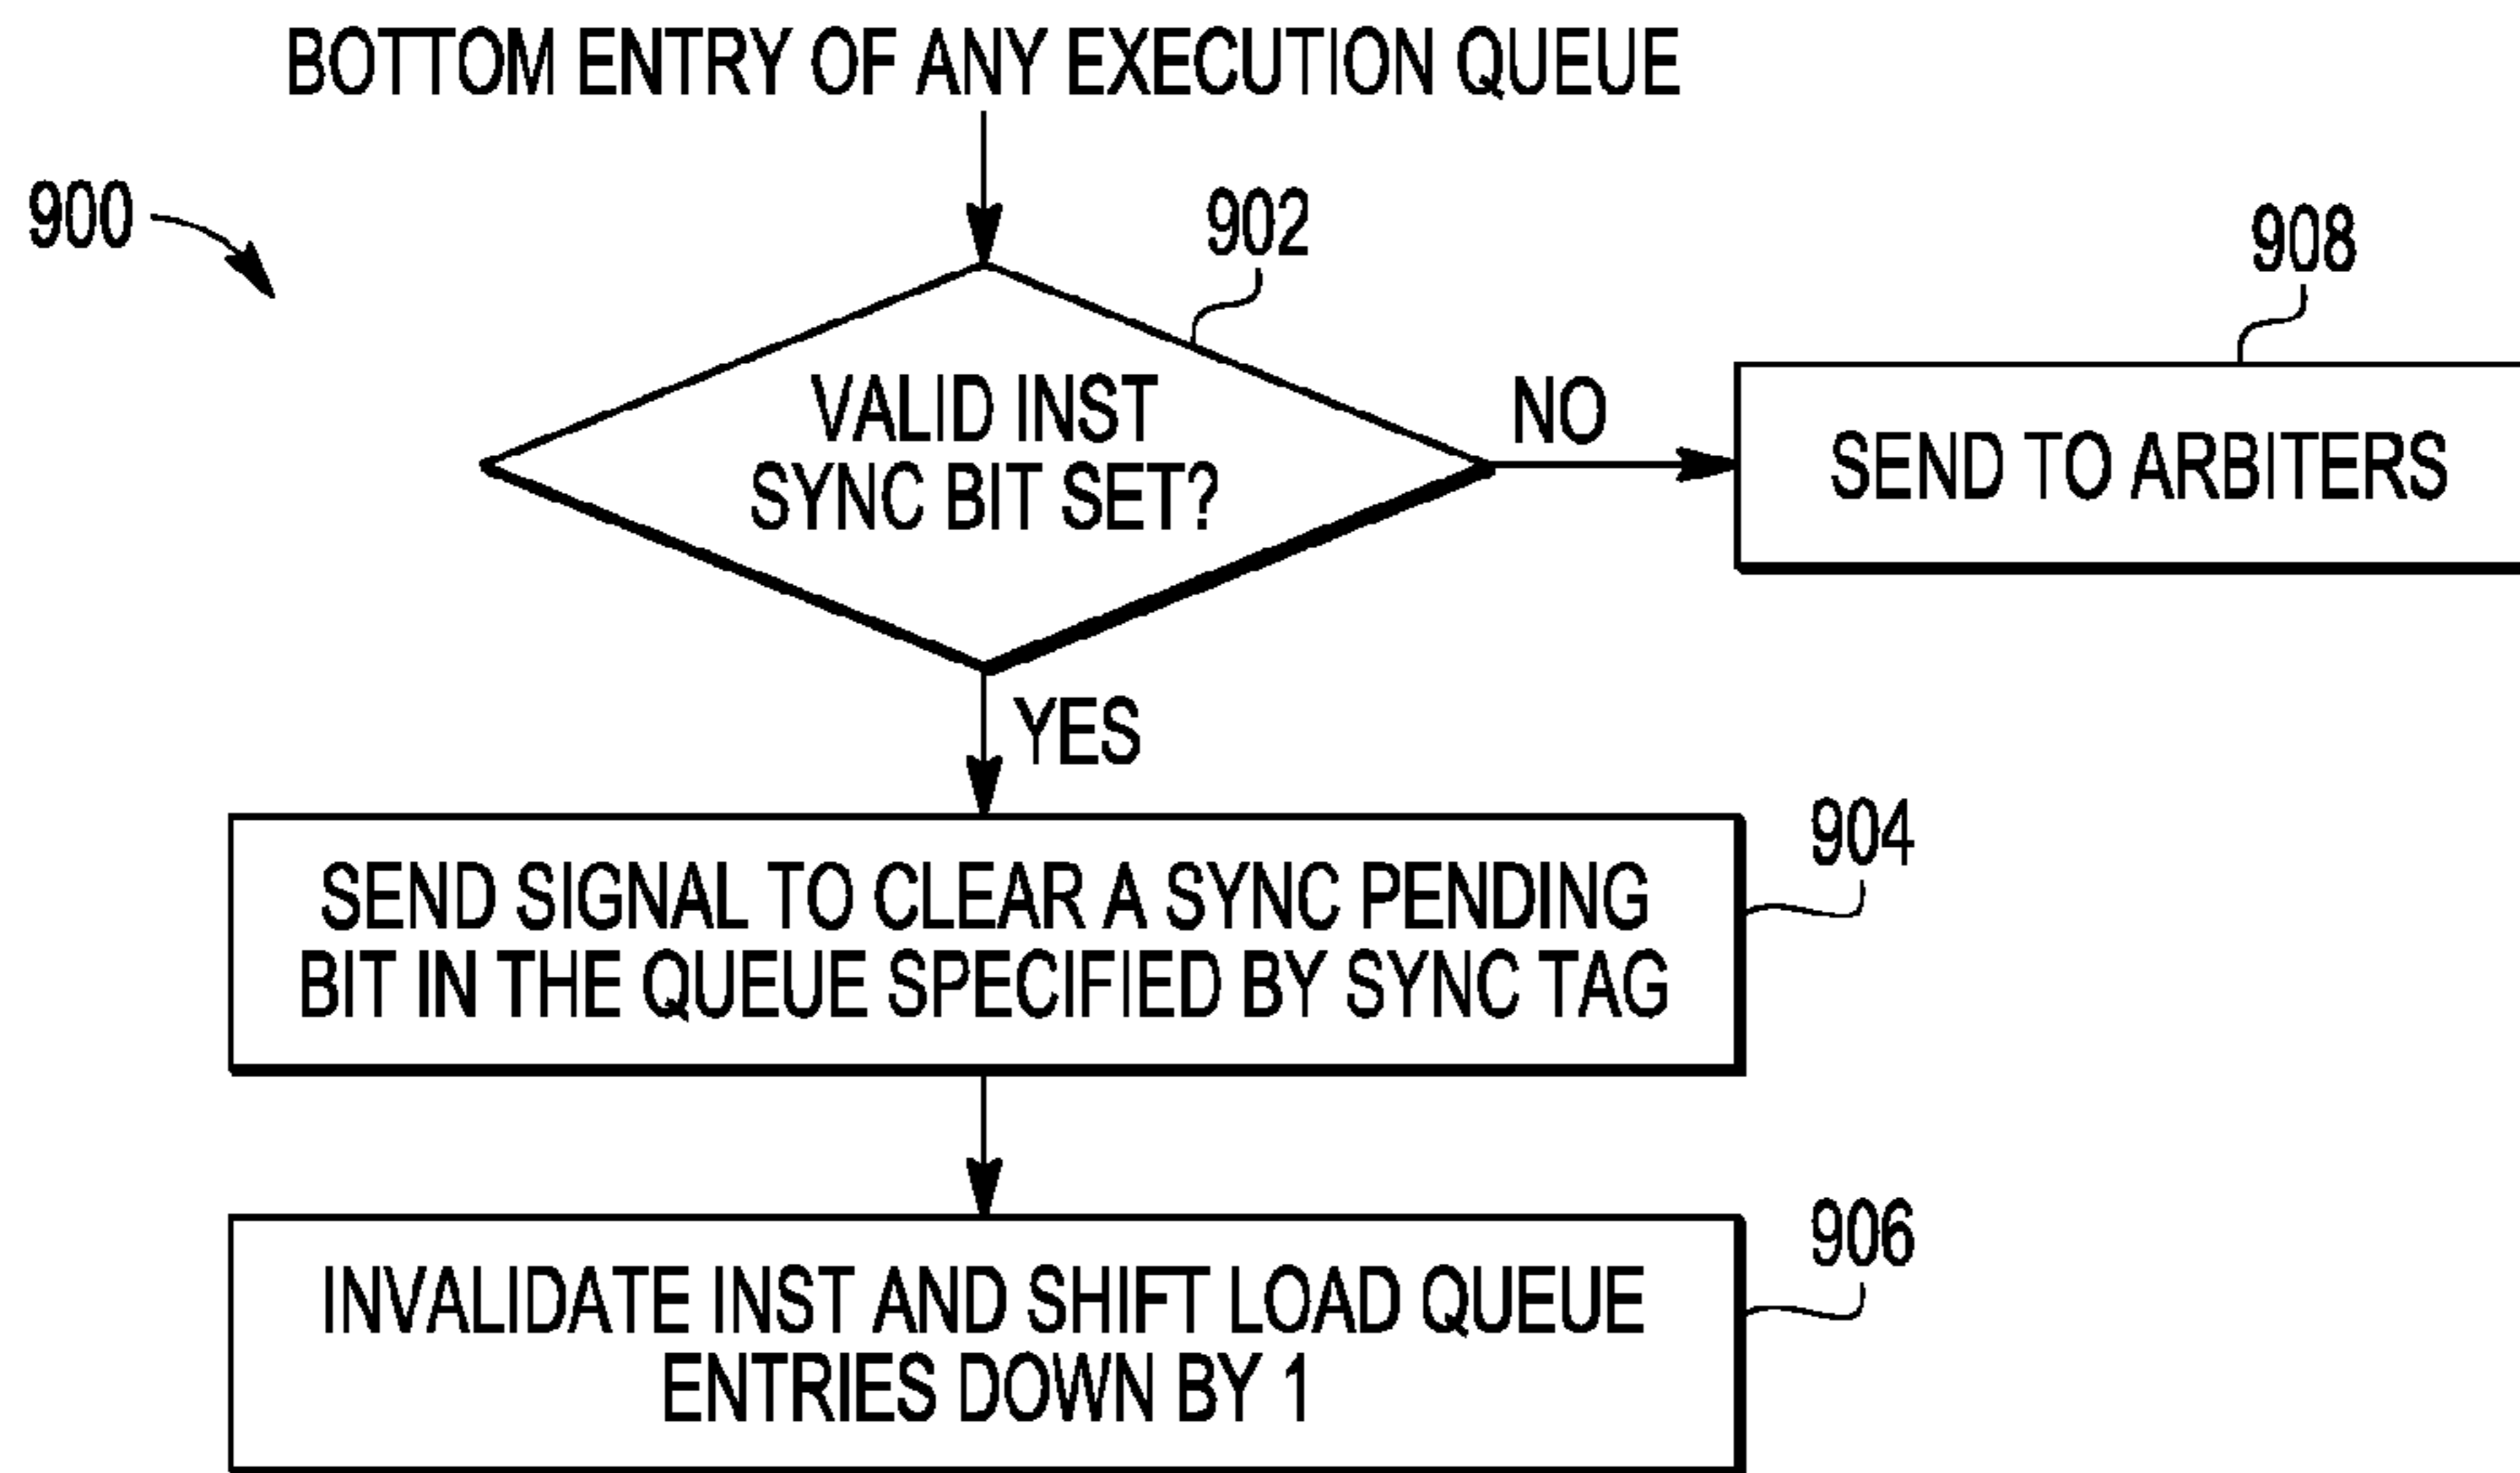 BOTTOM ENTRY OF ANY EXECUTION QUEUE
900
902
908
VALID INST
SYNC BIT SET?
NO
SEND TO ARBITERS
YES
904
SEND SIGNAL TO CLEAR A SYNC PENDING
BIT IN THE QUEUE SPECIFIED BY SYNC TAG
906
INVALIDATE INST AND SHIFT LOAD QUEUE
ENTRIES DOWN BY 1